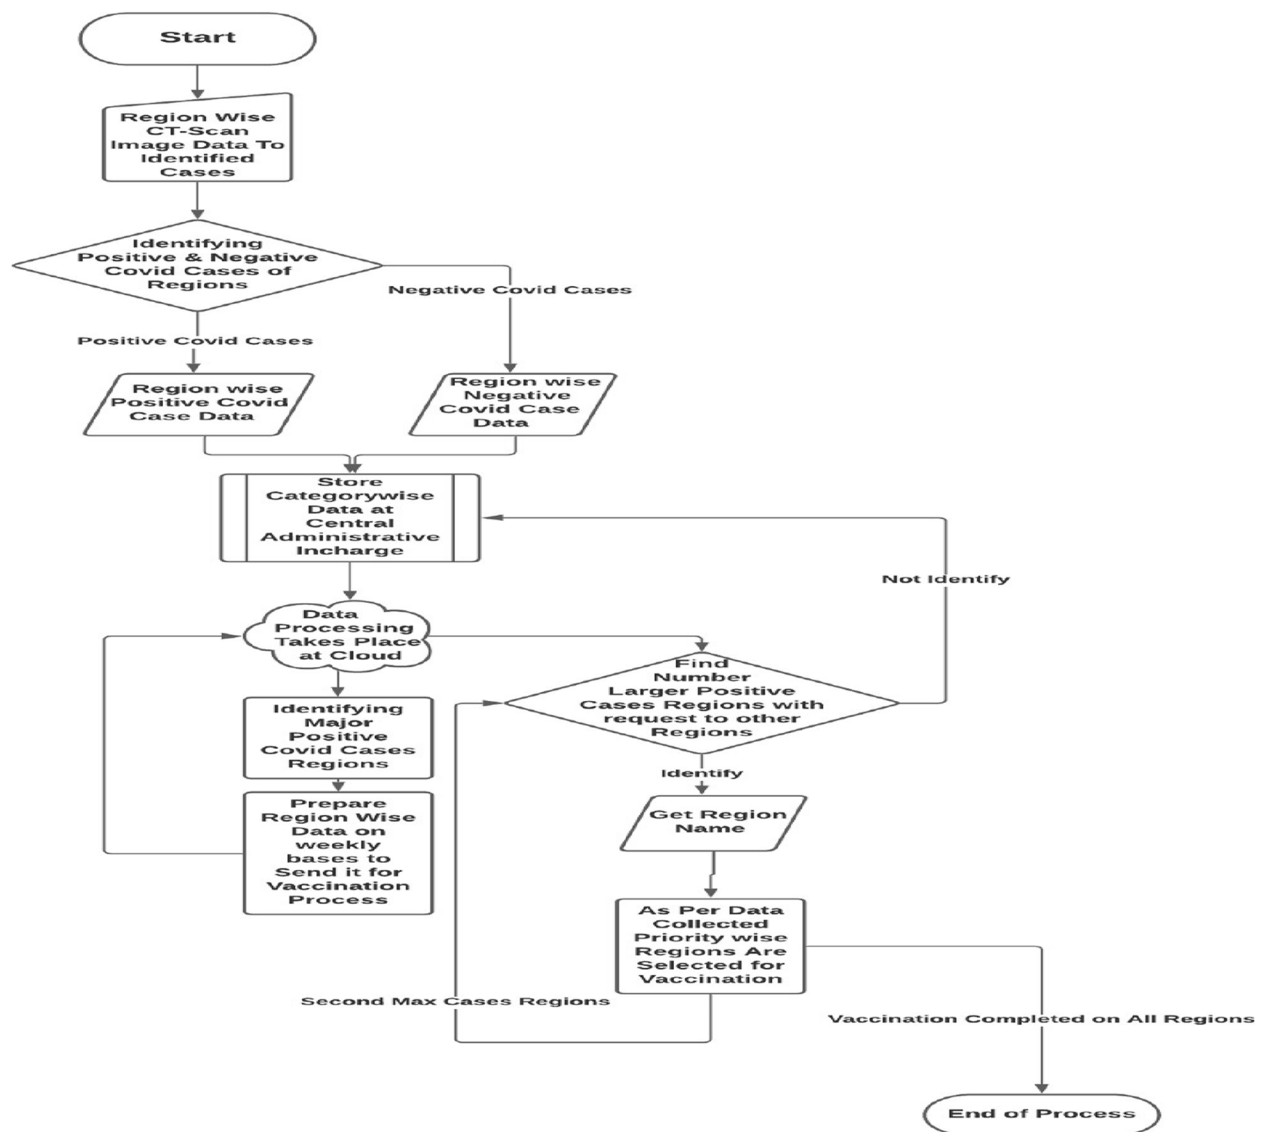 Start
Region Wise
CT-Scan
Image Data To
Identified
Cases
Identifying
Positive & Negative
Covid Cases of
Regions
Negative Covid Cases
Positive Covid Cases
Region wise
Positive Covid
Case Data
Region wise
Negative
Covid Case
Data
Store
Categorywise
Data at
Central
Administrative
Incharge
Not Identify
Data
Processing
Takes Place
at Cloud
Find
Number
Larger Positive
Cases Regions with
request to other
Regions
Identifying
Major
Positive
Covid Cases
Regions
Identify
Prepare
Region Wise
Data on
weekly
bases to
Send it for
Vaccination
Process
Get Region
Name
As Per Data
Collected
Priority wise
Regions Are
Selected for
Vaccination
Second Max Cases Regions
Vaccination Completed on All Regions
End of Process